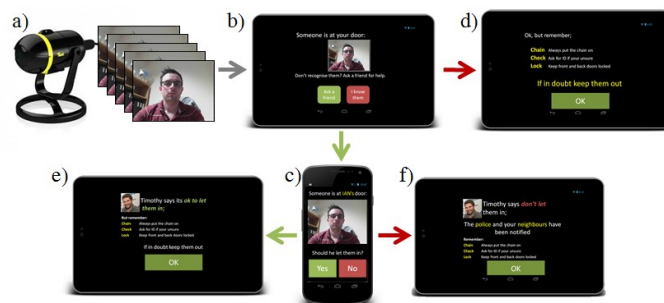 a)
b)
Someone is at your door:
Don't recognise them? Ask a friend for help.
Ask a
friend
I know
them
d)
Ok, but remember;
Chain Always put the chain on
Check Ask for ID if your unsure
Lock Keep front and back doors locked
If in doubt keep them out
OK
e)
Timothy says its ok to let
them in;
But remember:
Chain Always put the chain on
Check Ask for ID if your unsure
Lock Keep front and back doors locked
If in doubt keep them out
OK
c)
Someone is at IAN's door:
Should he let them in?
Yes
No
f)
Timothy says don't let
them in;
The police and your neighbours have
been notified
Remember:
Chain Always put the chain on
Check Ask for ID if your unsure
Lock Keep front and back doors locked
OK